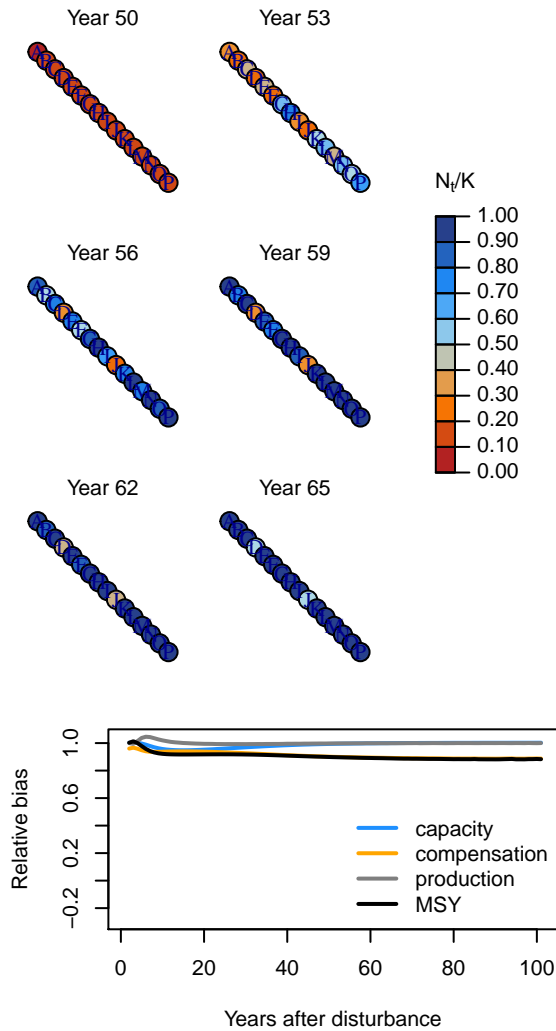 Year 50
Year 53
Year 56
Year 59
Year 62
Year 65
Nt/K
1.00
0.90
0.80
0.70
0.60
0.50
0.40
0.30
0.20
0.10
0.00
A
P
A
P
A
P
A
P
A
P
A
P
Relative bias
1.0
0.6
0.2
−0.2
capacity
compensation
production
MSY
0 20 40 60 80 100
Years after disturbance